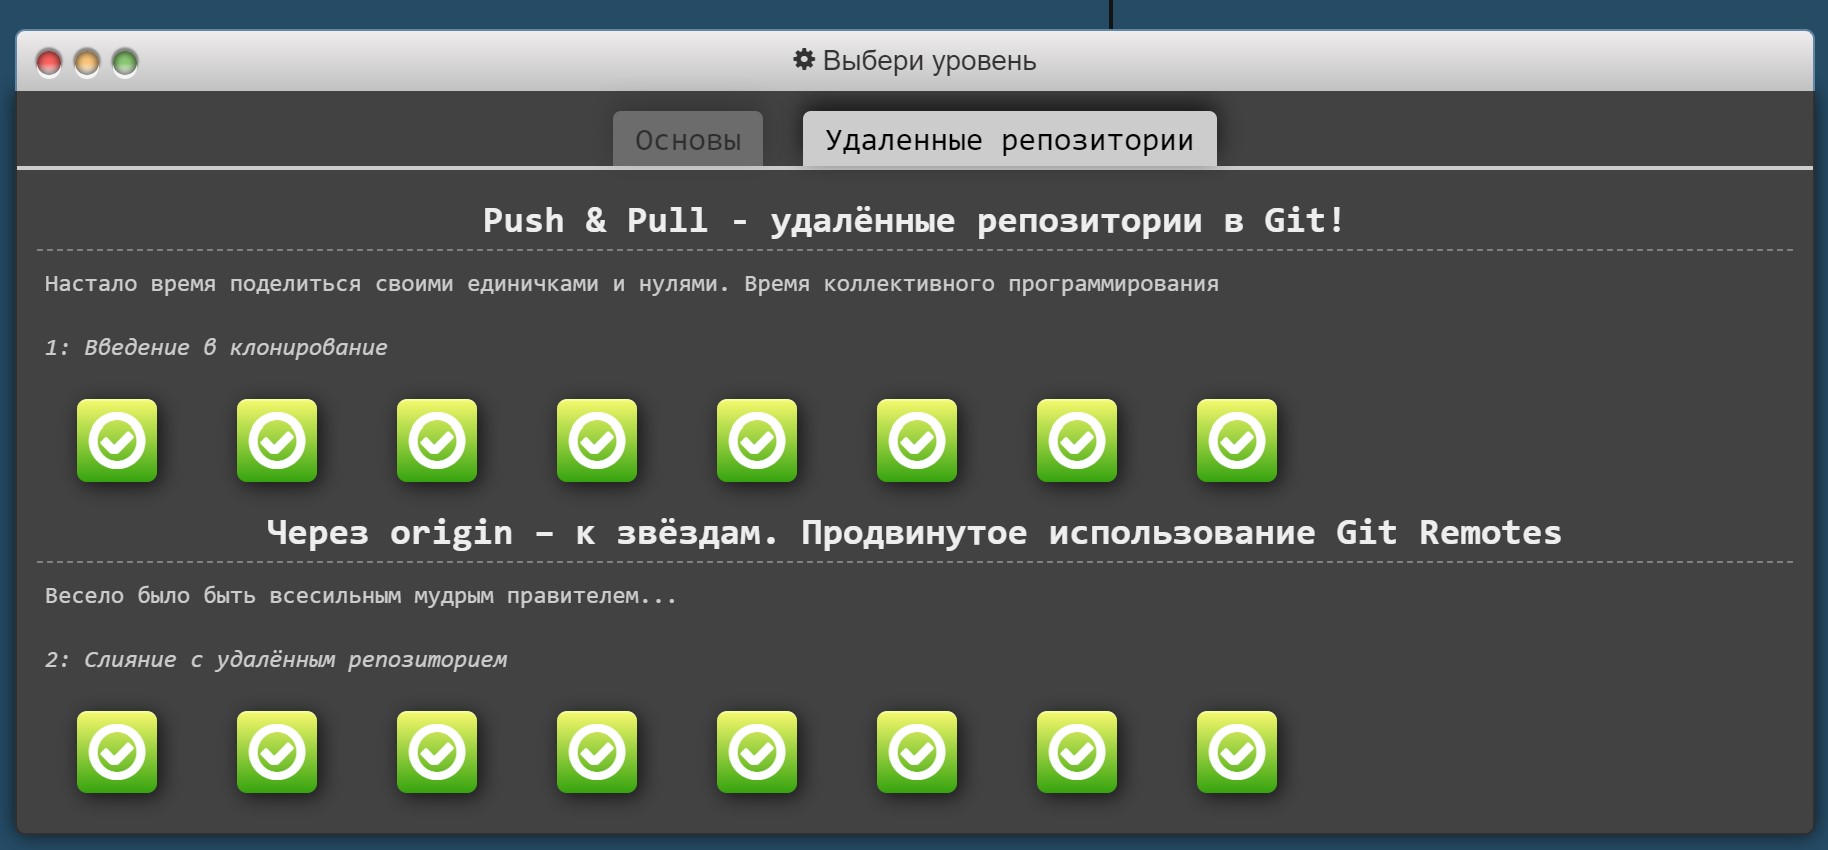 Выбери уровень
Основы
Удаленные репозитории
Push & Pull - удалённые репозитории в Git!
Настало время поделиться своими единичками и нулями. Время коллективного программирования
1: Введение в клонирование
Через origin – к звёздам. Продвинутое использование Git Remotes
Весело было быть всесильным мудрым правителем...
2: Слияние с удалённым репозиторием